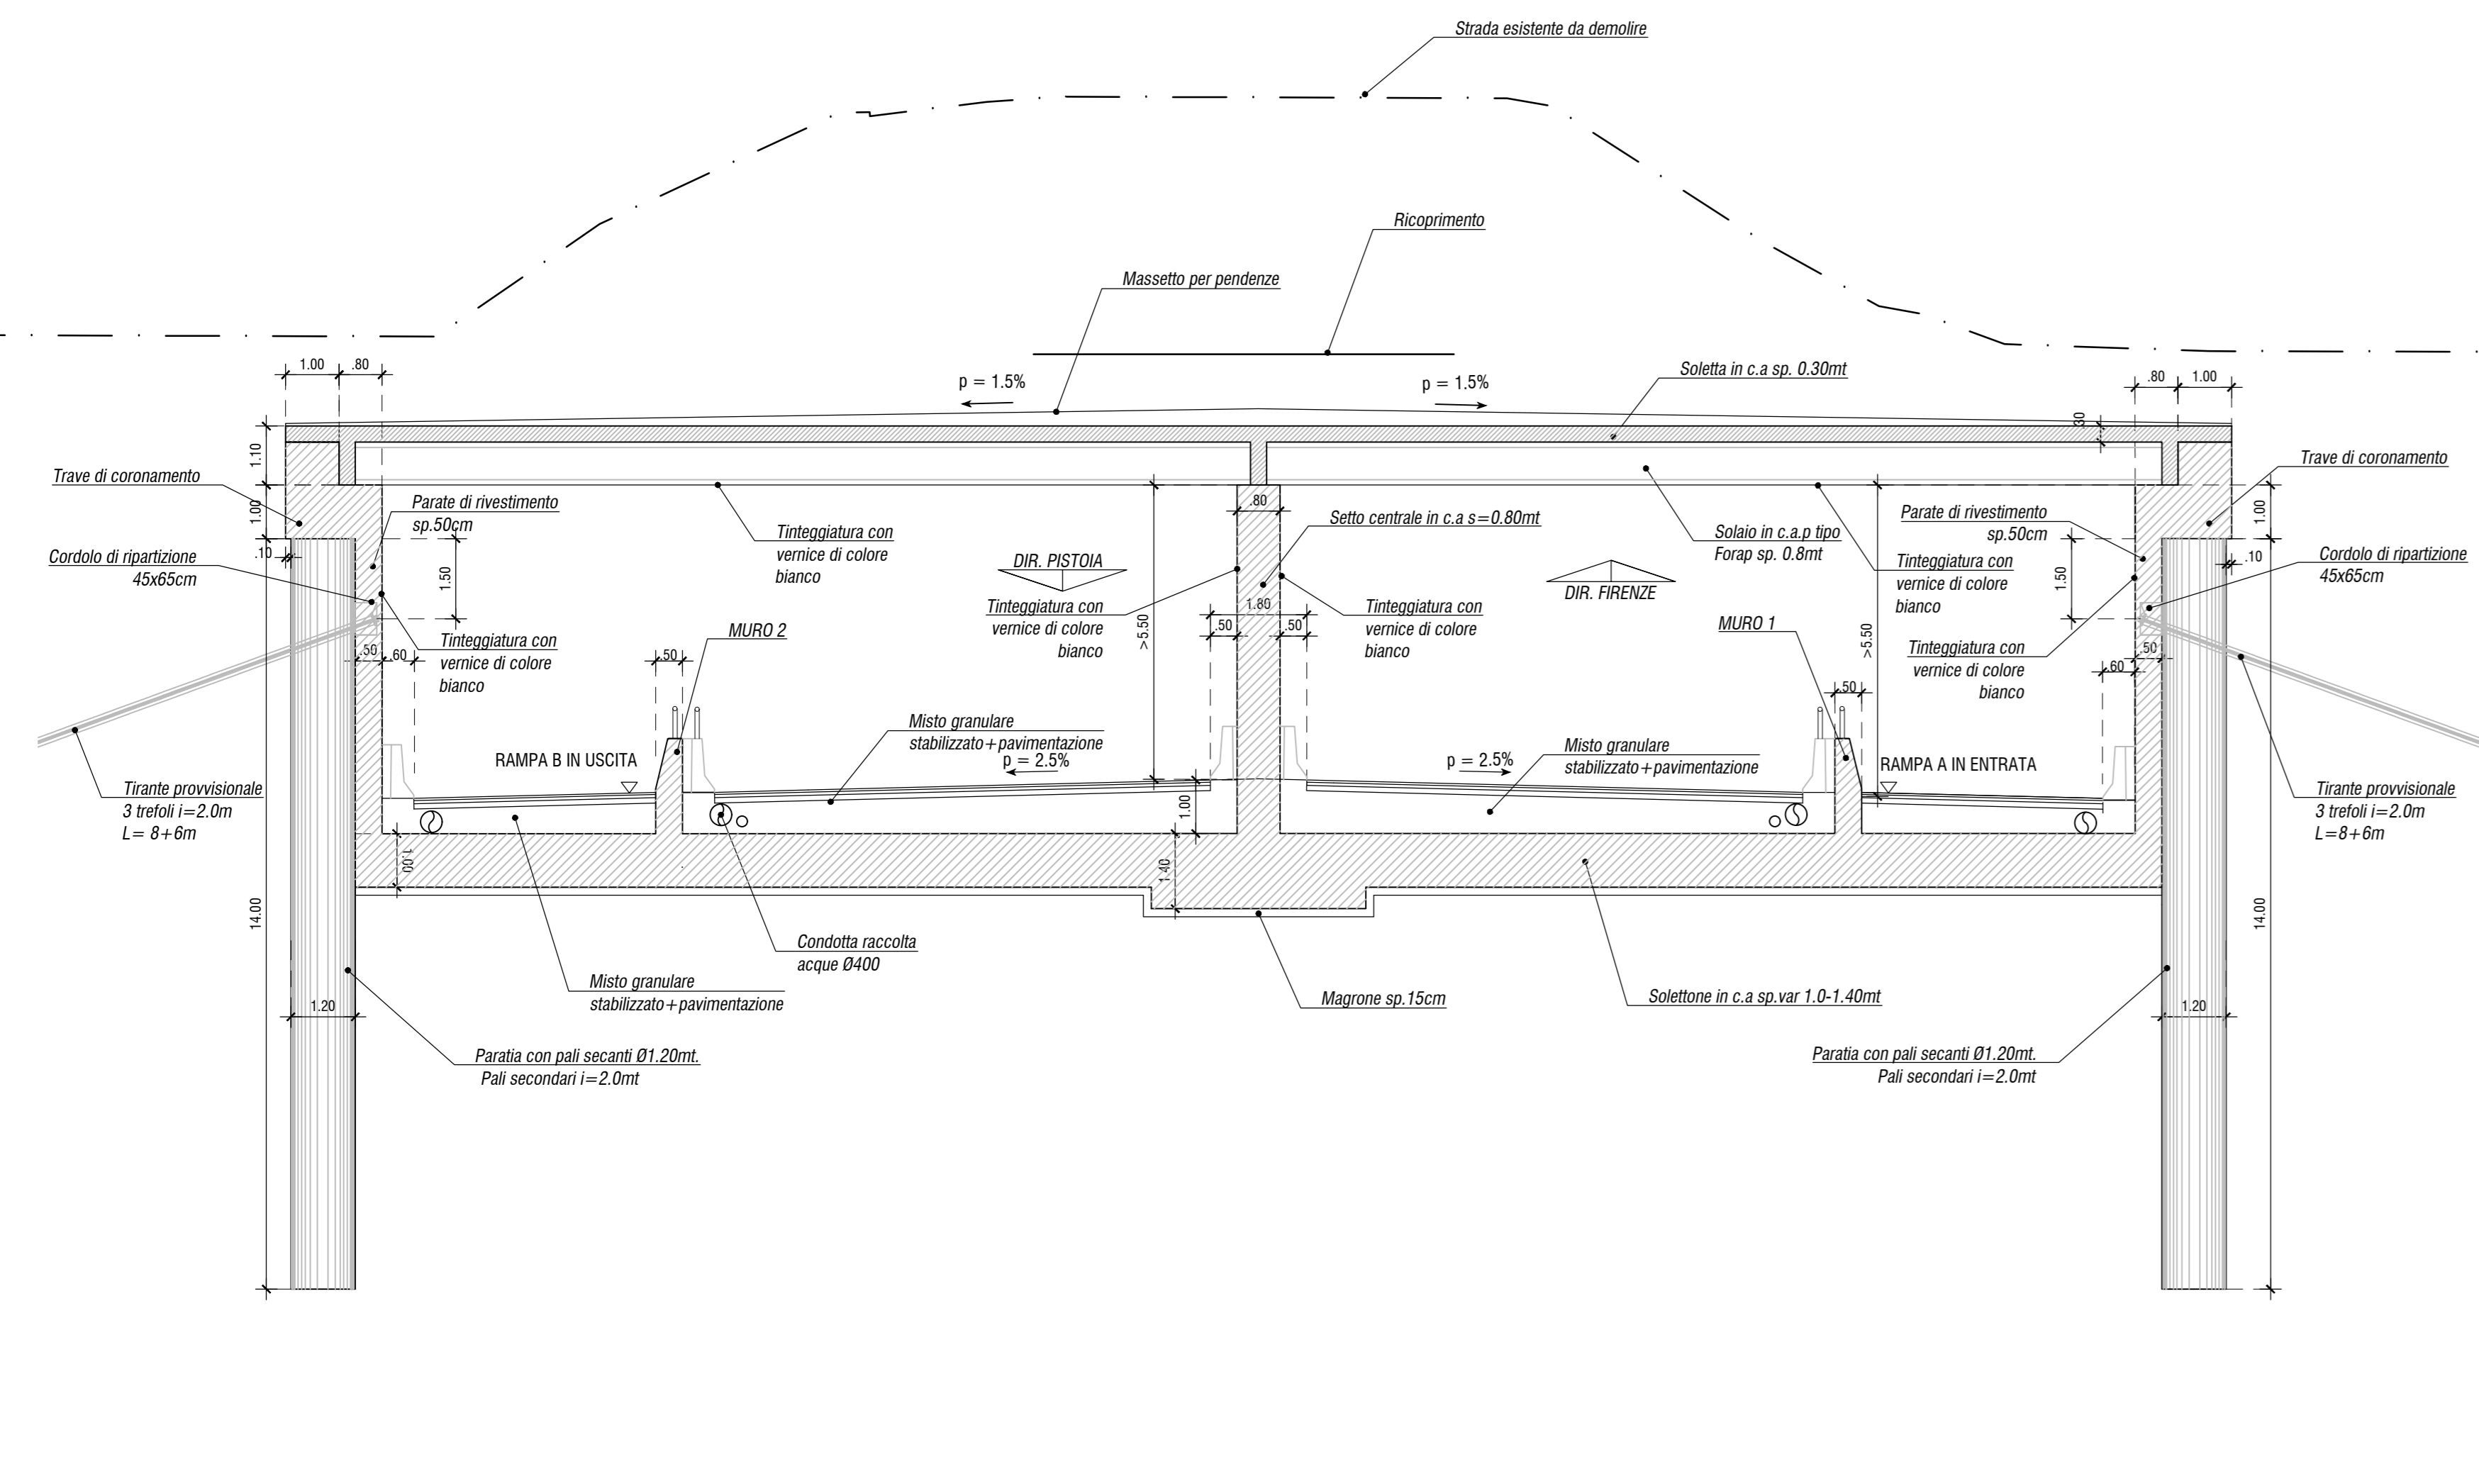 Strada esistente da demolire
Ricoprimento
Massetto per pendenze
p = 1.5%
p = 1.5%
Soletta in c.a sp. 0.30mt
1.00
.80
.80
1.00
.30
1.10
1.00
.10
Trave di coronamento
Parate di rivestimento
sp.50cm
Cordolo di ripartizione
45x65cm
1.50
Tinteggiatura con
vernice di colore
bianco
.50
.60
Tinteggiatura con
vernice di colore
bianco
MURO 2
.50
DIR. PISTOIA
Tinteggiatura con
vernice di colore
bianco
>5.50
.80
Setto centrale in c.a s=0.80mt
1.80
.50
.50
Tinteggiatura con
vernice di colore
bianco
DIR. FIRENZE
Solaio in c.a.p tipo
Forap sp. 0.8mt
MURO 1
.50
>5.50
Parate di rivestimento
sp.50cm
Tinteggiatura con
vernice di colore
bianco
Tinteggiatura con
vernice di colore
bianco
1.50
.50
.60
Trave di coronamento
1.00
.10
Cordolo di ripartizione
45x65cm
RAMPA B IN USCITA
Misto granulare
stabilizzato+pavimentazione
p = 2.5%
p = 2.5%
Misto granulare
stabilizzato+pavimentazione
RAMPA A IN ENTRATA
Tirante provvisionale
3 trefoli i=2.0m
L= 8+6m
Tirante provvisionale
3 trefoli i=2.0m
L=8+6m
1.00
1.00
1.40
14.00
14.00
Condotta raccolta
acque Ø400
Misto granulare
stabilizzato+pavimentazione
Magrone sp.15cm
Solettone in c.a sp.var 1.0-1.40mt
1.20
1.20
Paratia con pali secanti Ø1.20mt.
Pali secondari i=2.0mt
Paratia con pali secanti Ø1.20mt.
Pali secondari i=2.0mt